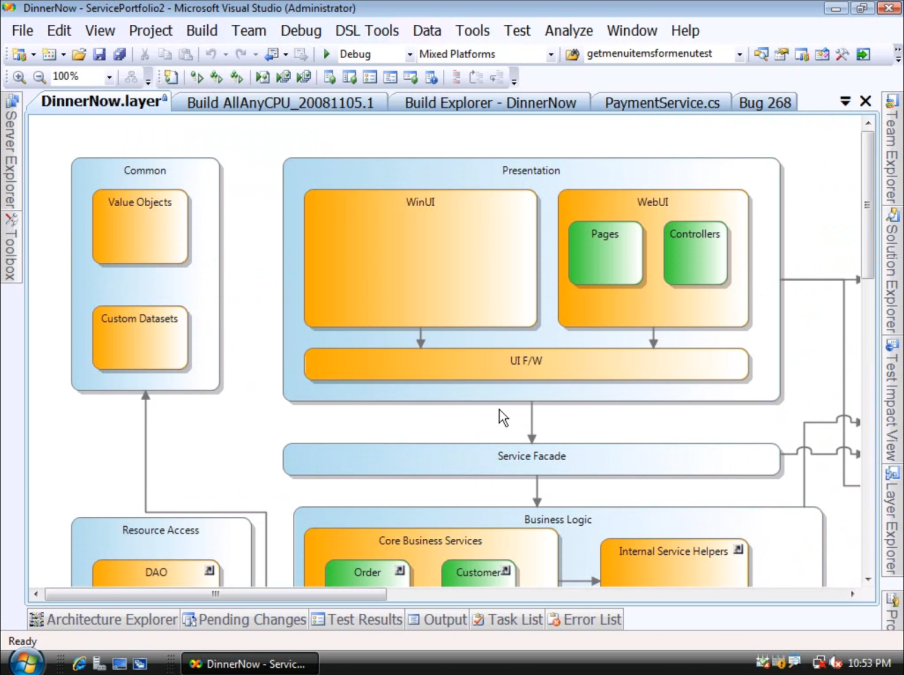 DinnerNow - ServicePortfolio2 - Microsoft Visual Studio (Administrator)
File Edit View Project Build Team Debug DSL Tools Data Tools Test Analyze Window Help
Debug Mixed Platforms getmenuitemsformenutest
100%
DinnerNow.layer Build AllAnyCPU_20081105.1 Build Explorer - DinnerNow PaymentService.cs Bug 268
Server Explorer
Toolbox
Common
Value Objects
Custom Datasets
Presentation
WinUI
WebUI
Pages
Controllers
UI F/W
Service Facade
Resource Access
DAO
Business Logic
Core Business Services
Order
Customer
Internal Service Helpers
Team Explorer
Solution Explorer
Test Impact View
Layer Explorer
Architecture Explorer Pending Changes Test Results Output Task List Error List
Ready
DinnerNow - Servic...
10:53 PM